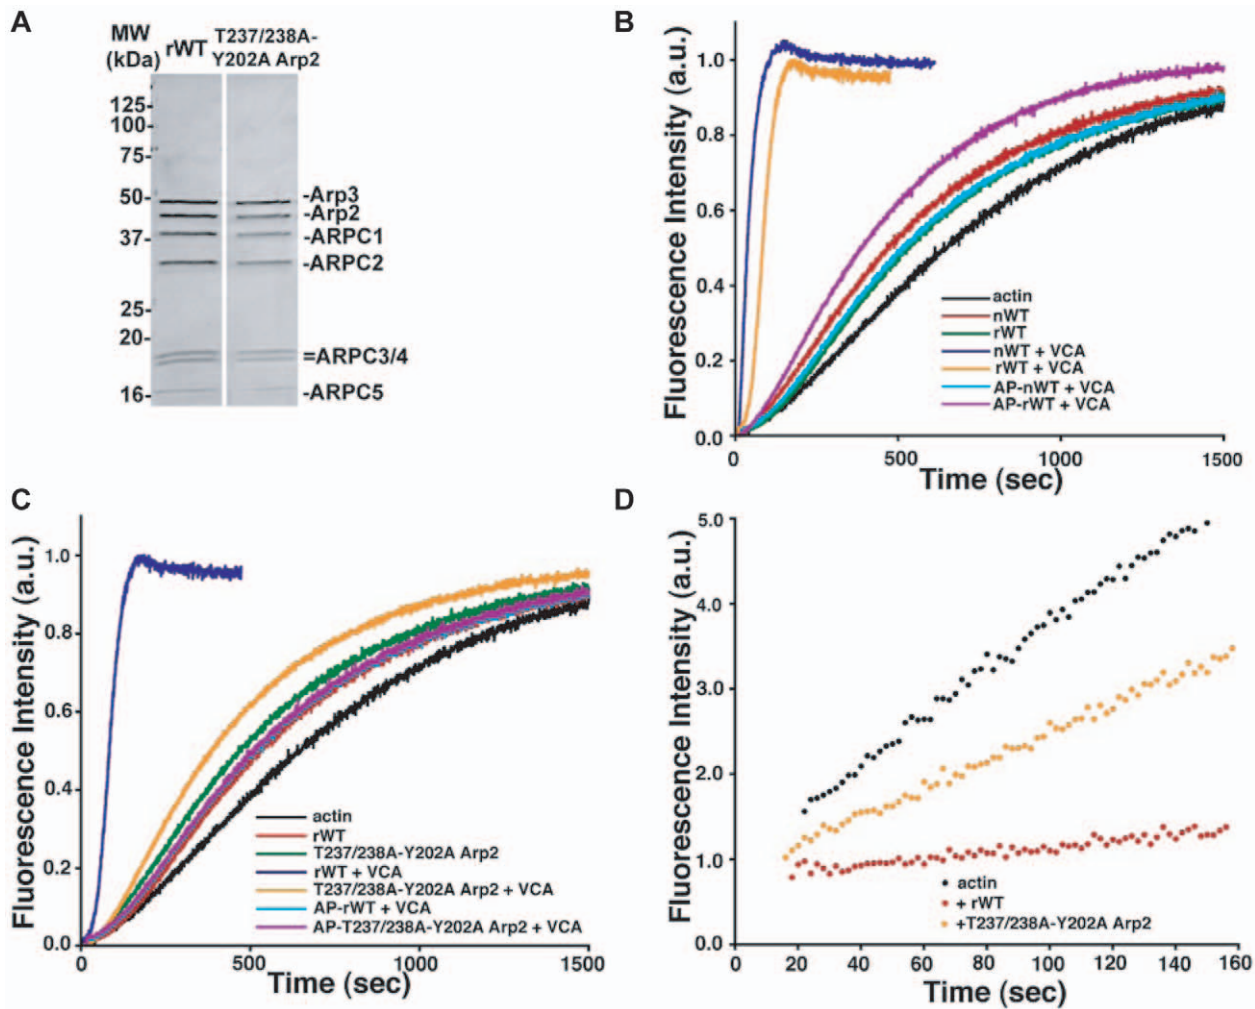 A
MW (kDa)
rWT
T237/238A-
Y202A Arp2
125-
100-
75-
50-
37-
25-
20-
16-
-Arp3
-Arp2
-ARPC1
-ARPC2
=ARPC3/4
-ARPC5
B
Fluorescence Intensity (a.u.)
1.0
0.8
0.6
0.4
0.2
0.0
0
500
1000
1500
Time (sec)
actin
nWT
rWT
nWT + VCA
rWT + VCA
AP-nWT + VCA
AP-rWT + VCA
C
Fluorescence Intensity (a.u.)
1.0
0.8
0.6
0.4
0.2
0.0
0
500
1000
1500
Time (sec)
actin
rWT
T237/238A-Y202A Arp2
rWT + VCA
T237/238A-Y202A Arp2 + VCA
AP-rWT + VCA
AP-T237/238A-Y202A Arp2 + VCA
D
Fluorescence Intensity (a.u.)
5.0
4.0
3.0
2.0
1.0
0.0
0
20
40
60
80
100
120
140
160
Time (sec)
actin
+ rWT
+T237/238A-Y202A Arp2